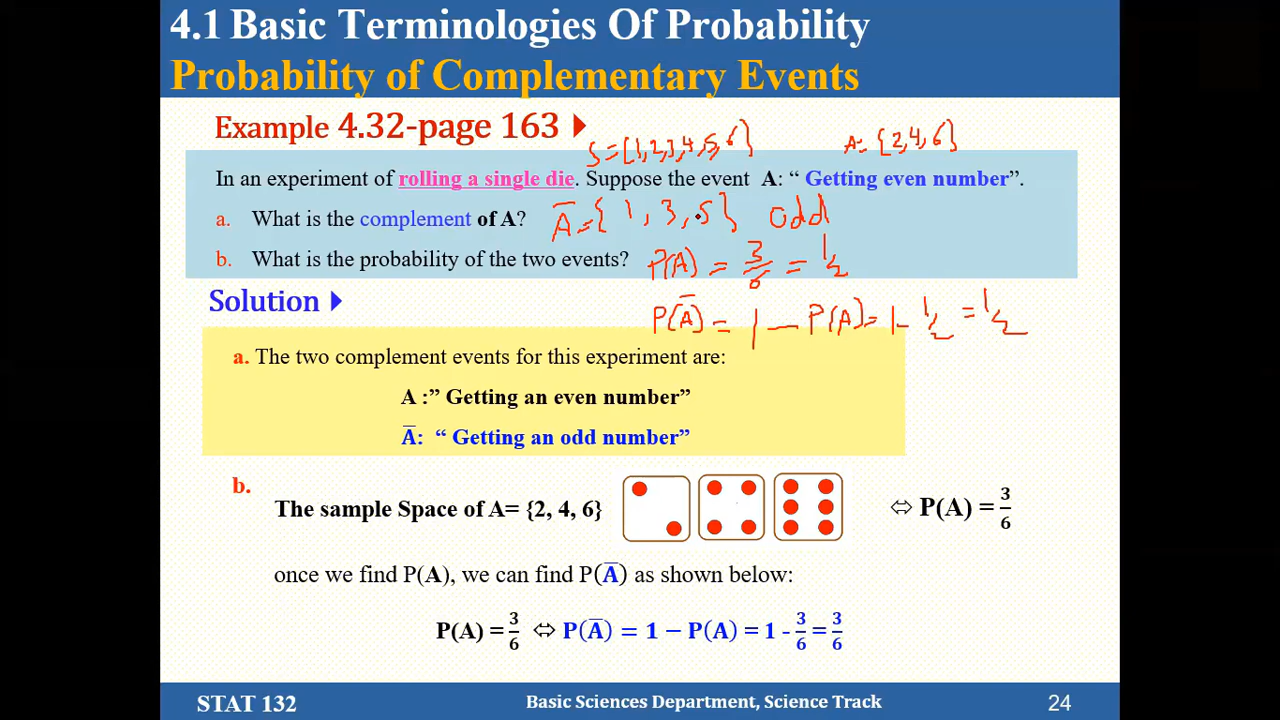 4.1 Basic Terminologies Of Probability
Probability of Complementary Events
Example 4.32-page 163
S={1,2,3,4,5,6} A={2,4,6}
In an experiment of rolling a single die. Suppose the event A: “ Getting even number”.
a. What is the complement of A? A̅={1,3,5} odd
b. What is the probability of the two events? P(A) = 3/6 = 1/2
Solution
P(A̅) = 1 − P(A) = 1 - 1/2 = 1/2
a. The two complement events for this experiment are:
A :” Getting an even number”
A̅: “ Getting an odd number”
b.
The sample Space of A= {2, 4, 6} ⇔ P(A) = 3/6
once we find P(A), we can find P(A̅) as shown below:
P(A) = 3/6 ⇔ P(A̅) = 1 − P(A) = 1 - 3/6 = 3/6
STAT 132 Basic Sciences Department, Science Track 24